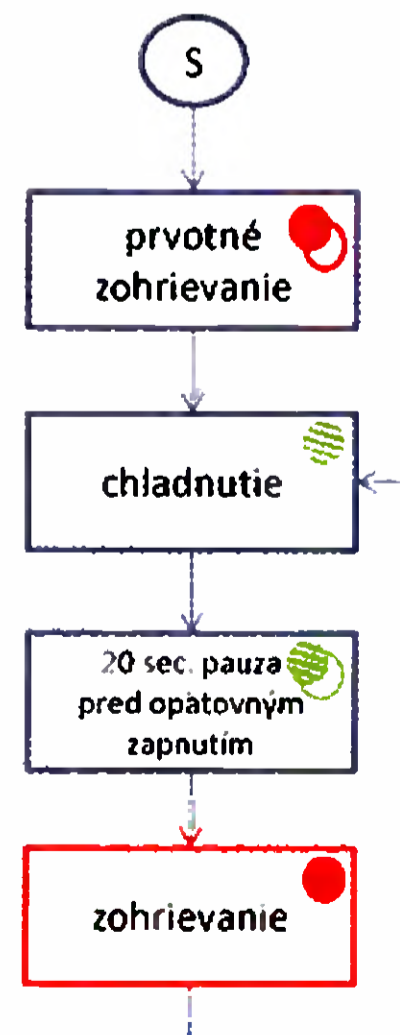 S
prvotné
zohrievanie
chladnutie
20 sec. pauza
pred opätovným
zapnutím
zohrievanie